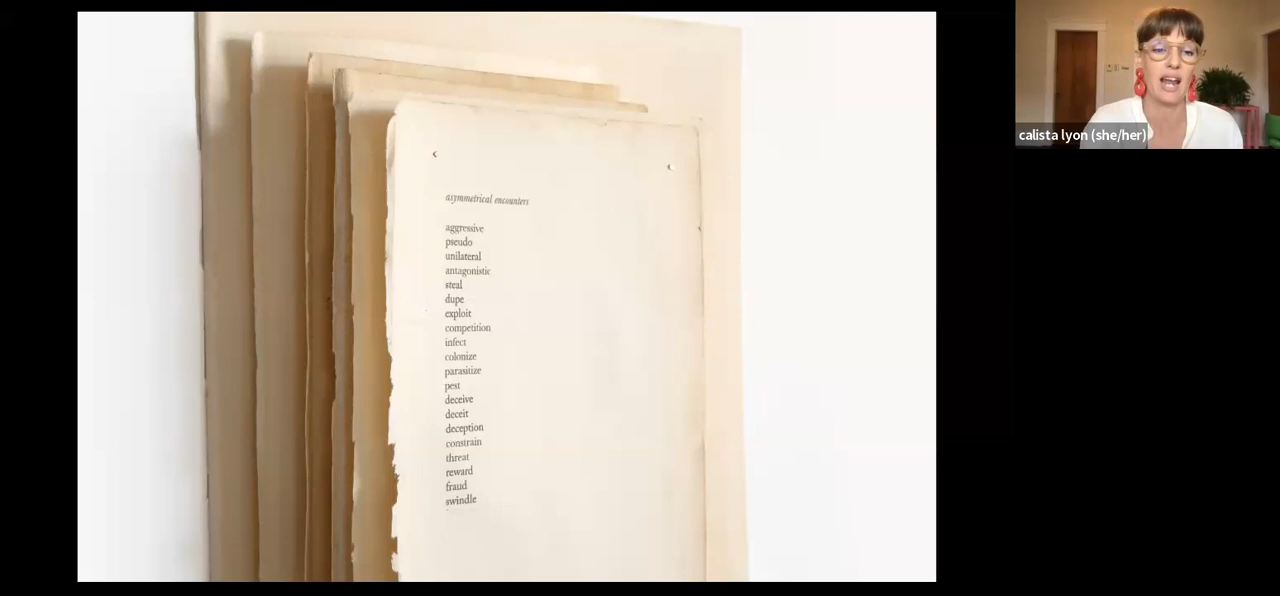 asymmetrical encounters
aggressive
pseudo
unilateral
antagonistic
steal
dupe
exploit
competition
infect
colonize
parasitize
pest
deceive
deceit
deception
constrain
threat
reward
fraud
swindle
calista lyon (she/her)